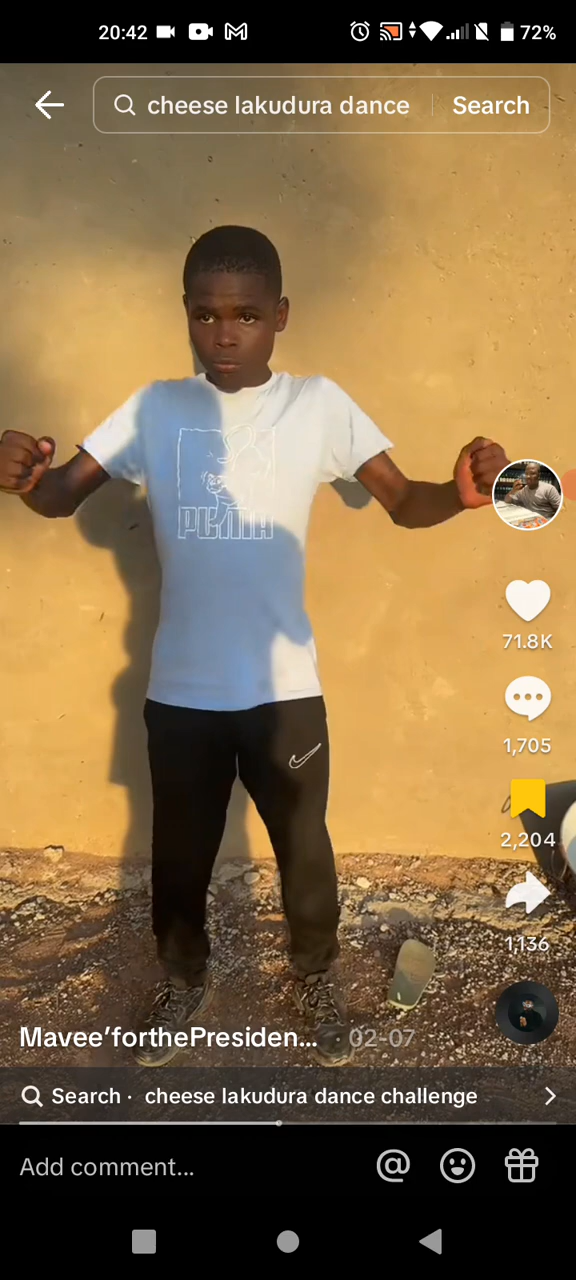 20:42
72%
cheese lakudura dance
Search
PUMA
71.8K
1,705
2,204
1,136
Mavee’forthePresiden... · 02-07
Search · cheese lakudura dance challenge
Add comment...